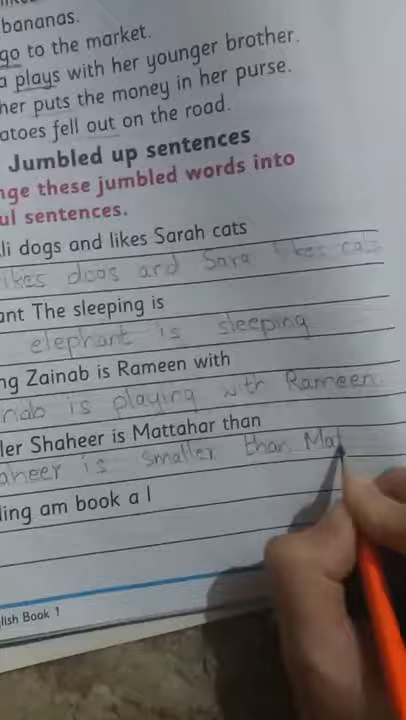 bananas.
go to the market.
a plays with her younger brother.
her puts the money in her purse.
atoes fell out on the road.
Jumbled up sentences
nge these jumbled words into
ul sentences.
li dogs and likes Sarah cats
ikes dogs and Sara likes cats
ant The sleeping is
elephant is sleeping
ng Zainab is Rameen with
nab is playing with Rameen
ler Shaheer is Mattahar than
aheer is smaller than Mat
ding am book a I
lish Book 1